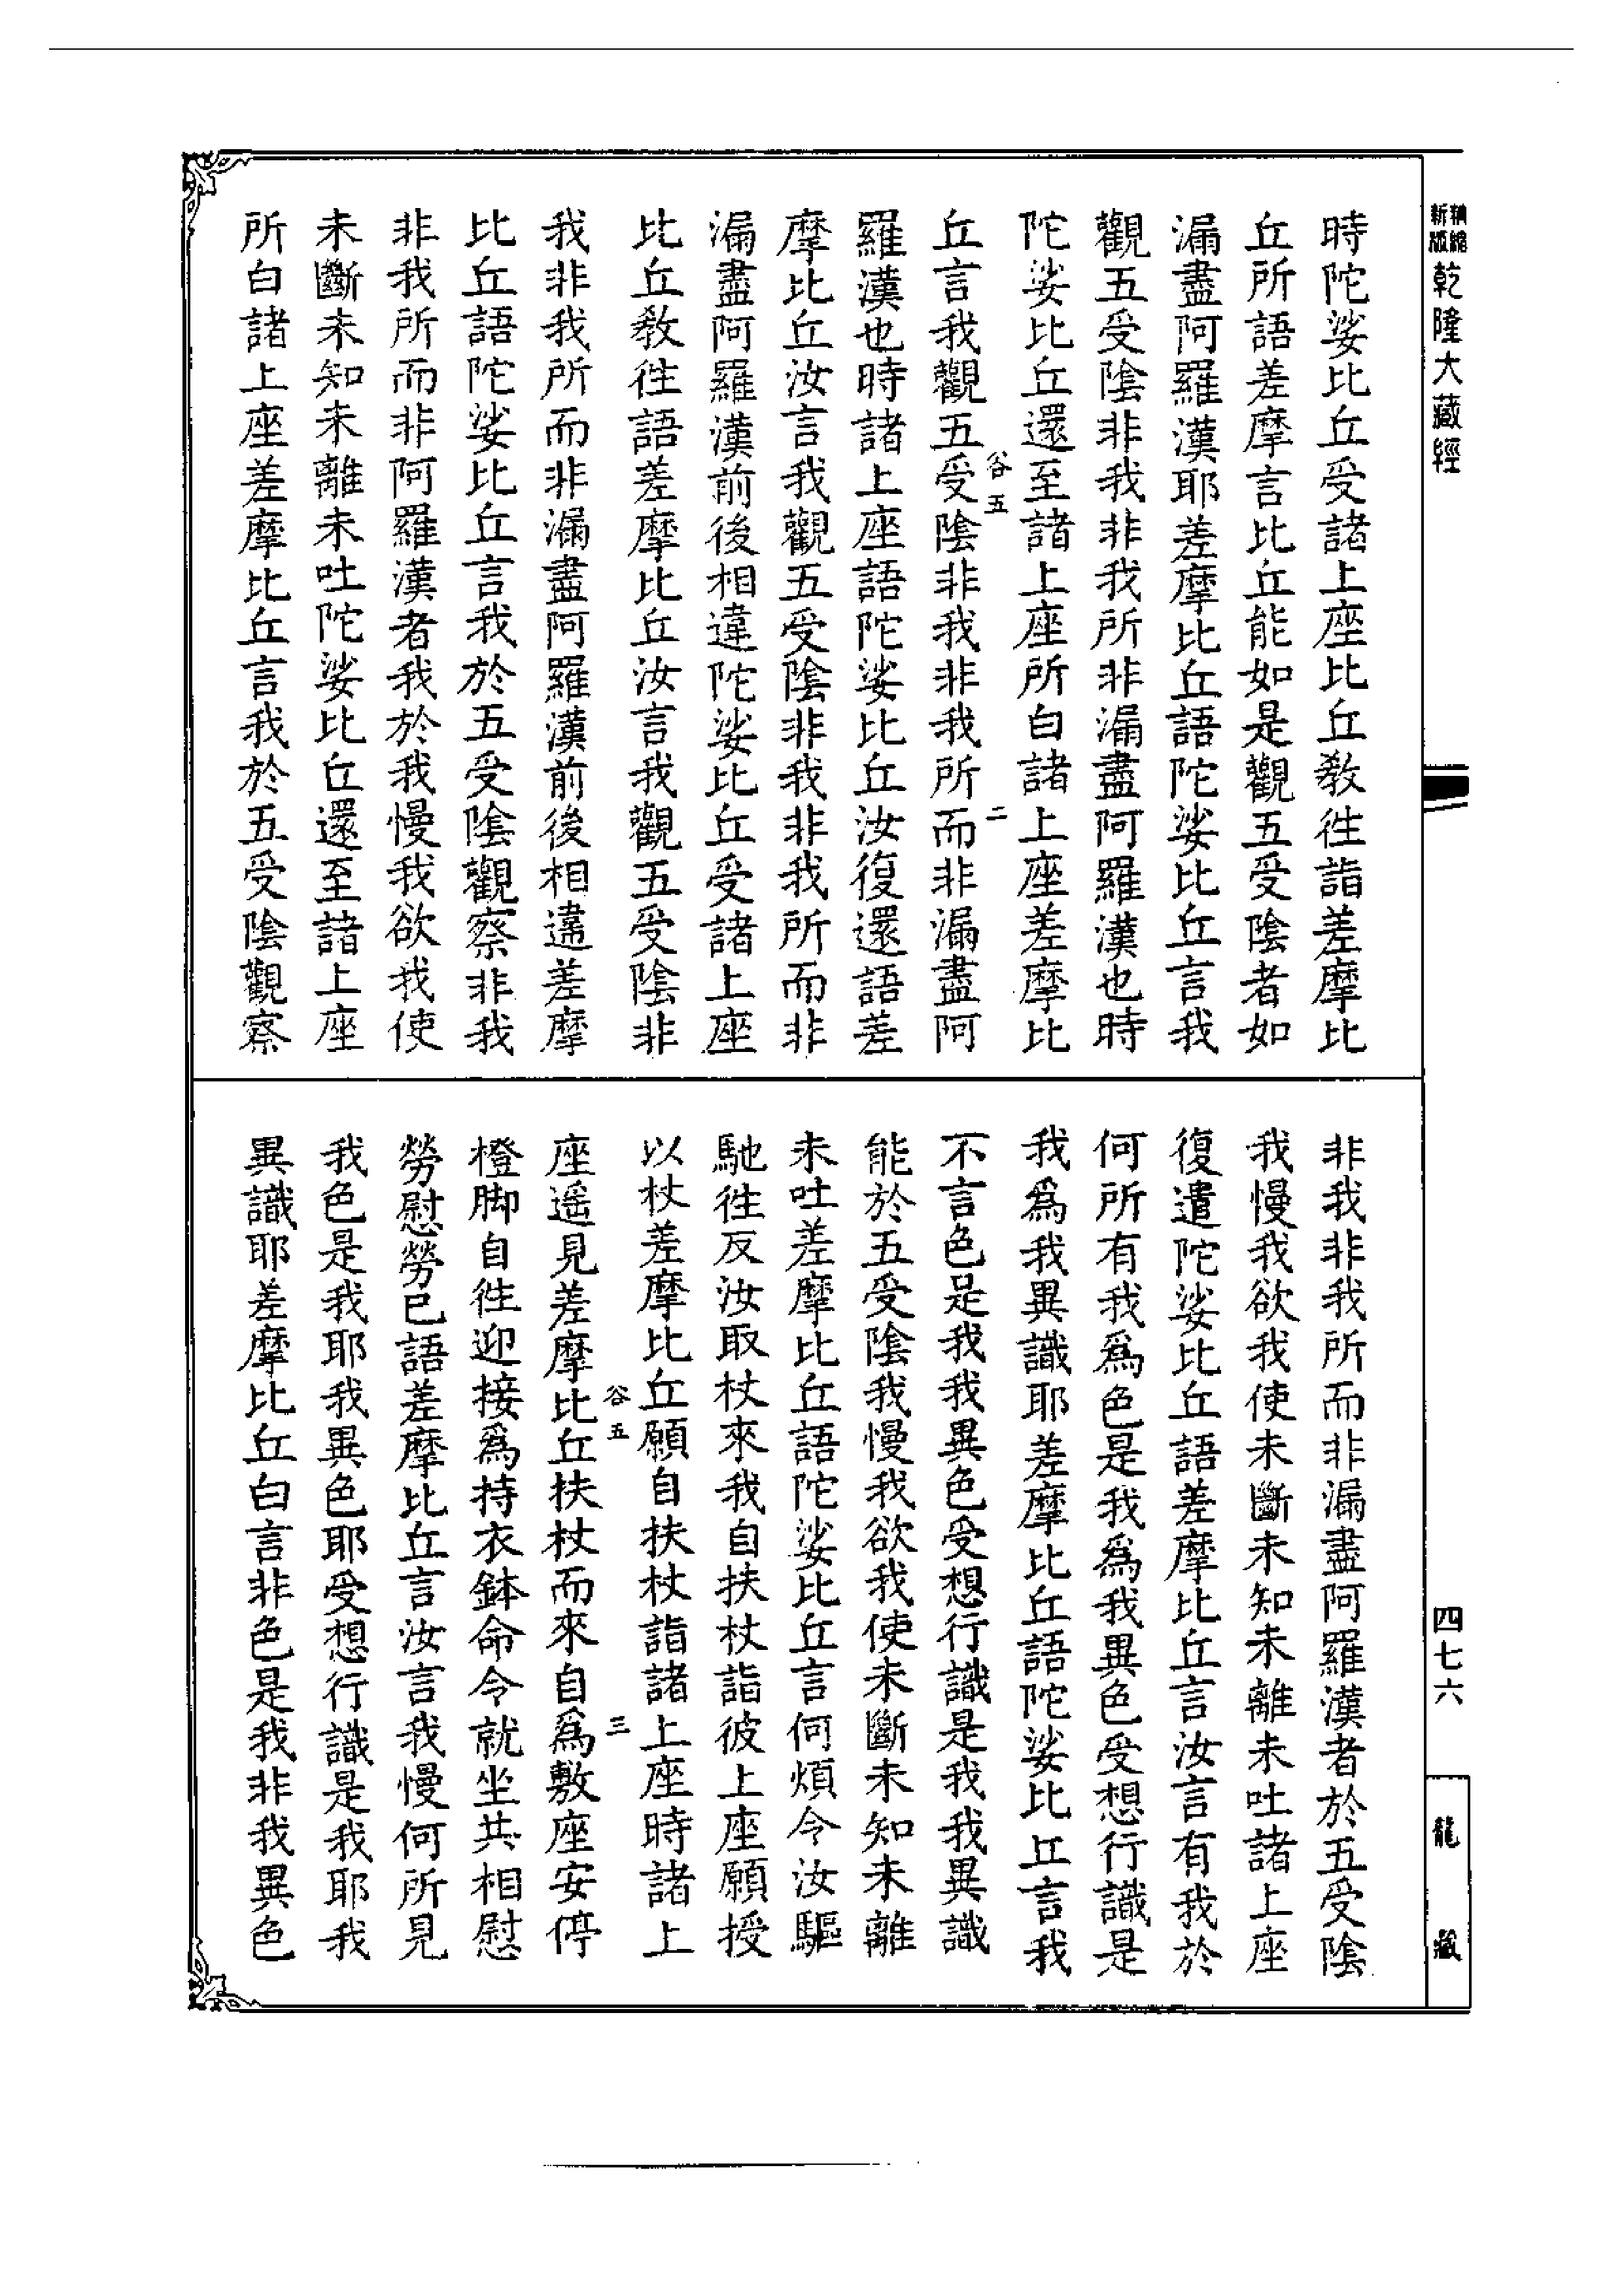 精縮新版乾隆大藏經
時陀娑比丘受諸上座比丘教往詣差摩比
丘所語差摩言比丘能如是觀五受陰者如
漏盡阿羅漢耶差摩比丘語陀娑比丘言我
觀五受陰非我非我所非漏盡阿羅漢也時
陀娑比丘還至諸上座所白諸上座差摩比
丘言我觀五受陰非我非我所而非漏盡阿
谷五
二
羅漢也時諸上座語陀娑比丘汝復還語差
摩比丘汝言我觀五受陰非我非我所而非
漏盡阿羅漢前後相違陀娑比丘受諸上座
比丘教往語差摩比丘汝言我觀五受陰非
我非我所而非漏盡阿羅漢前後相違差摩
比丘語陀娑比丘言我於五受陰觀察非我
非我所而非阿羅漢者我於我慢我欲我使
未斷未知未離未吐陀娑比丘還至諸上座
所白諸上座差摩比丘言我於五受陰觀察
非我非我所而非漏盡阿羅漢者於五受陰
我慢我欲我使未斷未知未離未吐諸上座
復遣陀娑比丘語差摩比丘言汝言有我於
何所有我為色是我為我異色受想行識是
我為我異識耶差摩比丘語陀娑比丘言我
不言色是我我異色受想行識是我我異識
能於五受陰我慢我欲我使未斷未知未離
未吐差摩比丘語陀娑比丘言何煩令汝驅
馳往反汝取杖來我自扶杖詣彼上座願授
以杖差摩比丘願自扶杖詣諸上座時諸上
谷五
三
座遥見差摩比丘扶杖而來自為敷座安停
橙脚自往迎接為持衣鉢命令就坐共相慰
勞慰勞已語差摩比丘言汝言我慢何所見
我色是我耶我異色耶受想行識是我耶我
異識耶差摩比丘白言非色是我非我異色
四七六
龍藏